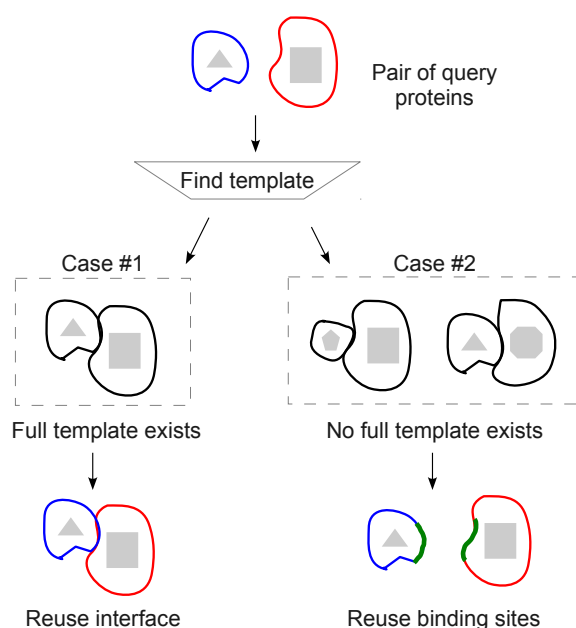 Pair of query
proteins
Find template
Case #1
Case #2
Full template exists
No full template exists
Reuse interface
Reuse binding sites